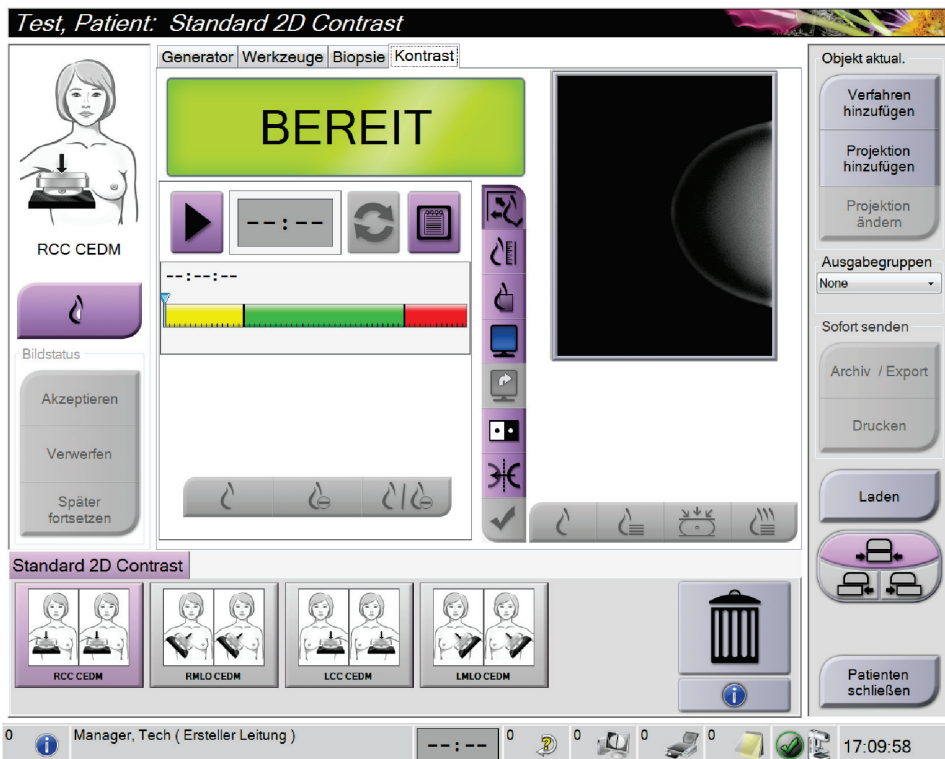 Test, Patient: Standard 2D Contrast
Generator
Werkzeuge
Biopsie
Kontrast
BEREIT
--:--
--:--:--
RCC CEDM
Bildstatus
Akzeptieren
Verwerfen
Später
fortsetzen
Objekt aktual.
Verfahren
hinzufügen
Projektion
hinzufügen
Projektion
ändern
Ausgabegruppen
None
Sofort senden
Archiv / Export
Drucken
Laden
Patienten
schließen
Standard 2D Contrast
RCC CEDM
RMLO CEDM
LCC CEDM
LMLO CEDM
0
Manager, Tech ( Ersteller Leitung )
--:--
0
0
0
0
17:09:58